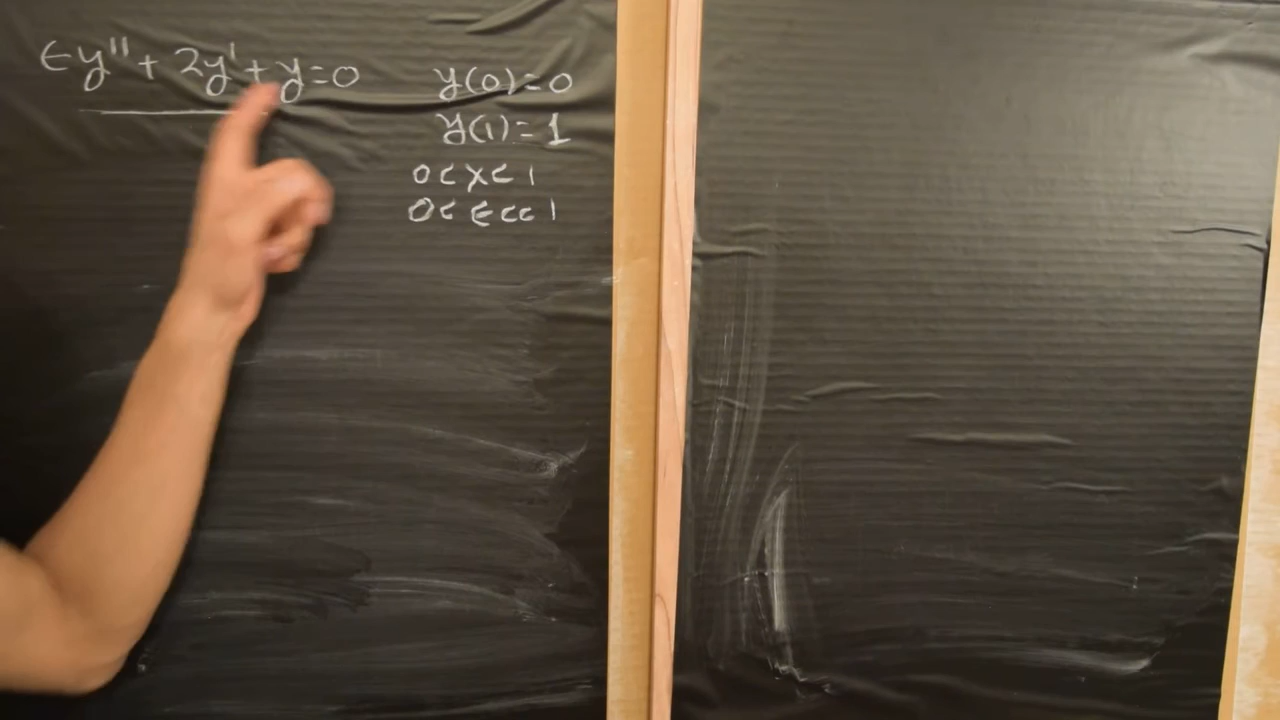 ϵy'' + 2y' + y = 0
y(0) = 0
y(1) = 1
0 < x < 1
0 < ϵ << 1